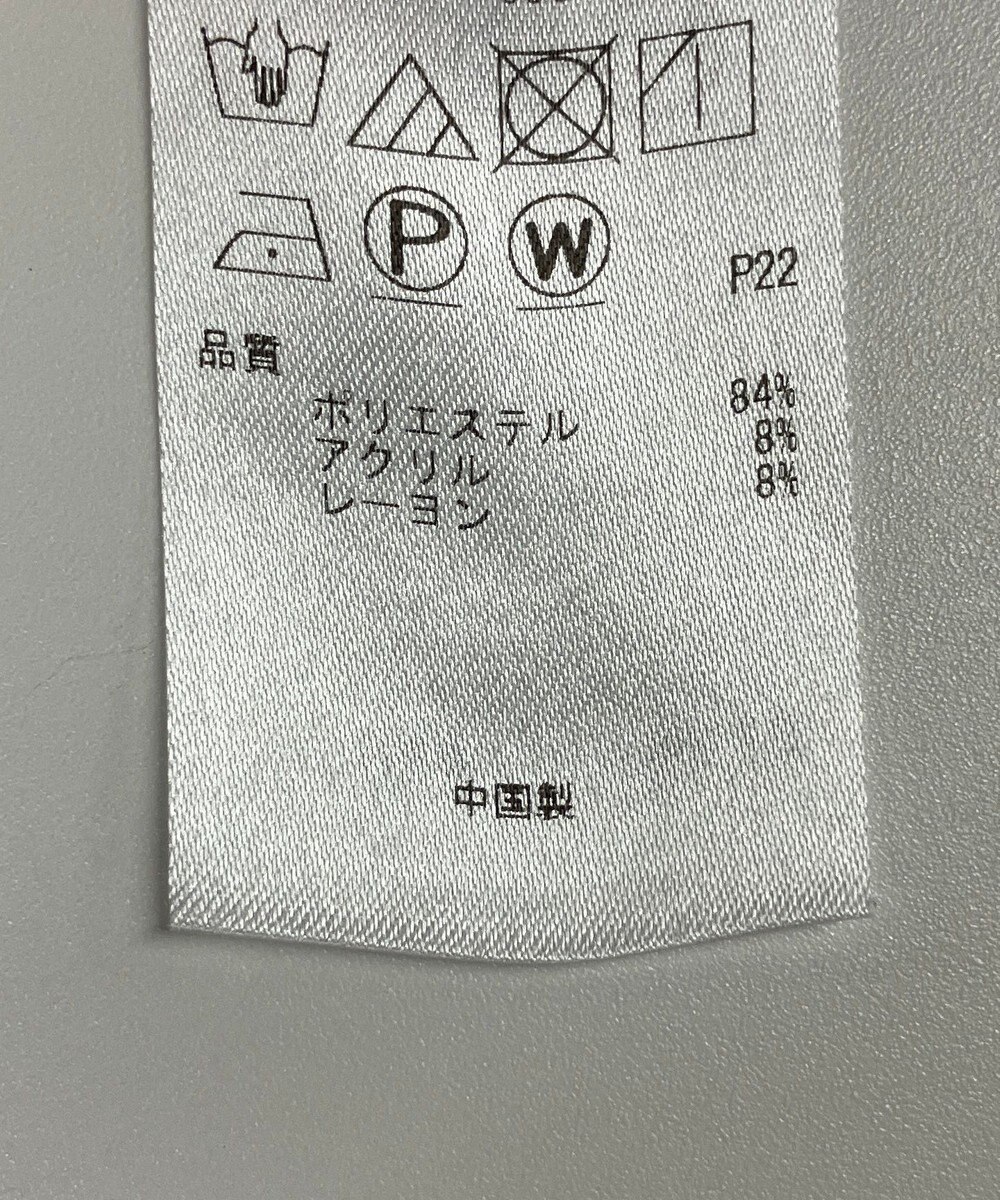 P W
P22
品質
ポリエステル 84%
アクリル 8%
レーヨン 8%
中国製